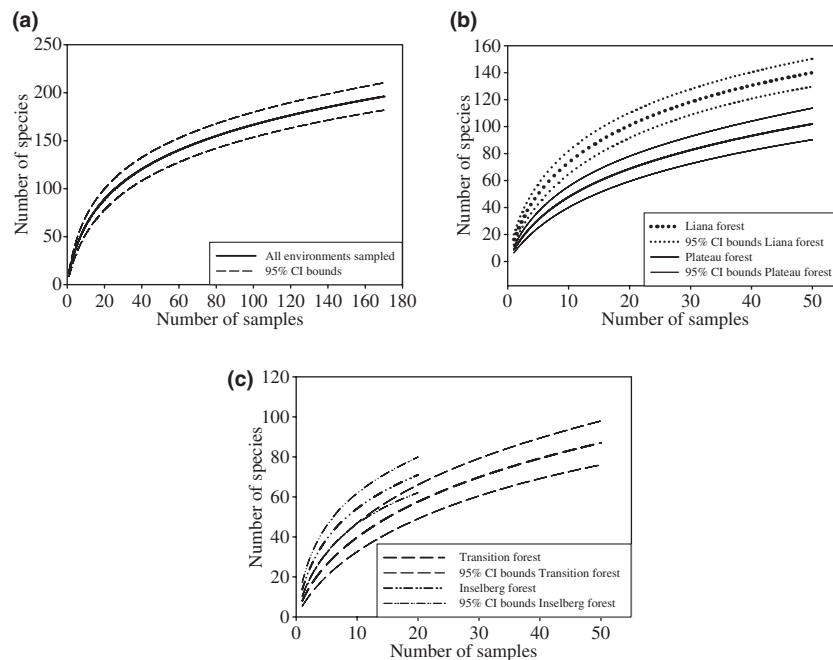 (a)
250
200
150
100
50
0
Number of species
All environments sampled
95% CI bounds
0 20 40 60 80 100 120 140 160 180
Number of samples
(b)
160
140
120
100
80
60
40
20
0
Number of species
Liana forest
95% CI bounds Liana forest
Plateau forest
95% CI bounds Plateau forest
0 10 20 30 40 50
Number of samples
(c)
120
100
80
60
40
20
0
Number of species
Transition forest
95% CI bounds Transition forest
Inselberg forest
95% CI bounds Inselberg forest
0 10 20 30 40 50
Number of samples